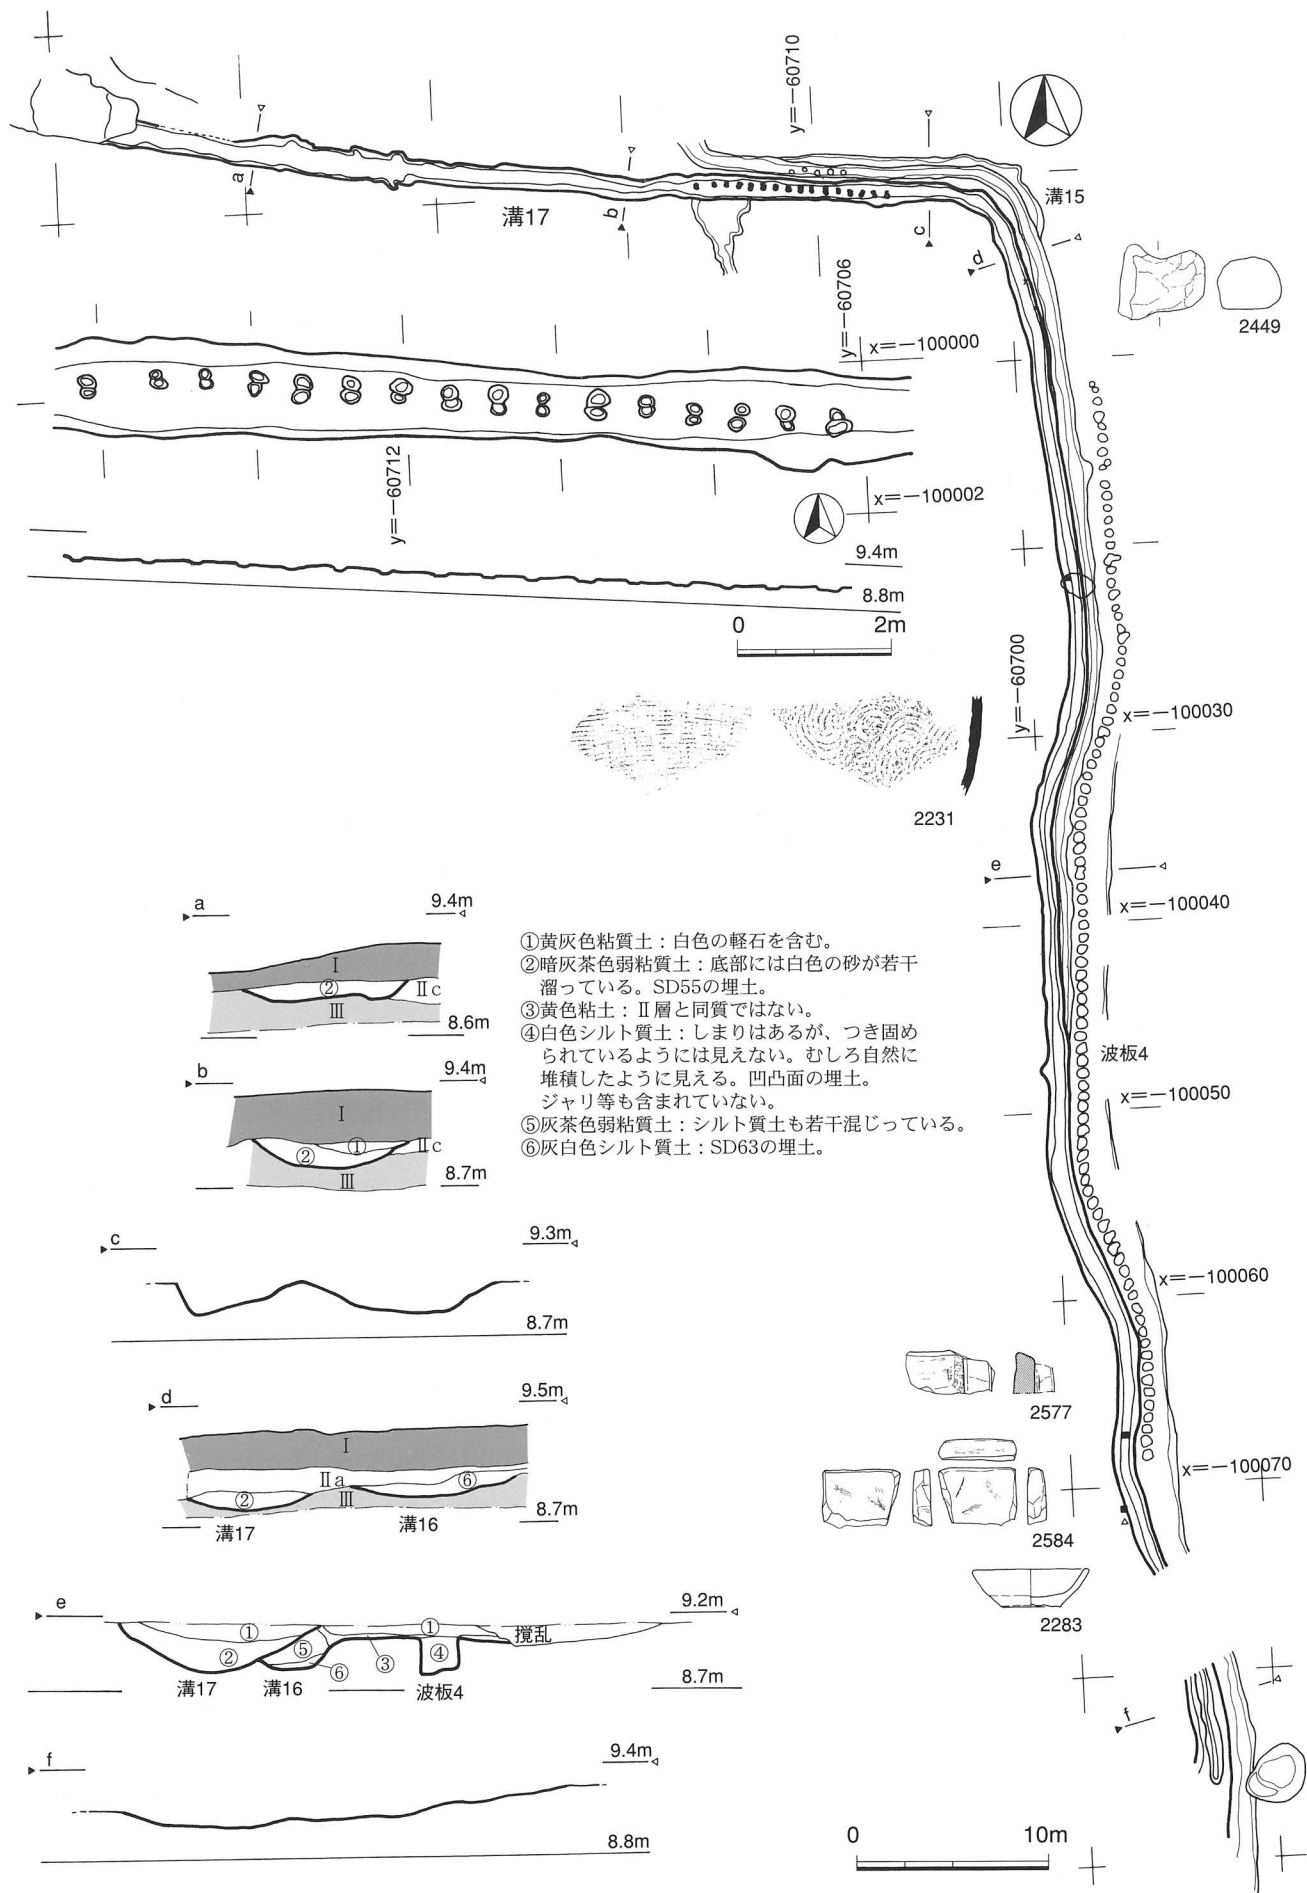 y=−60710
溝15
a
溝17
b
c
d
2449
y=−60706
x=−100000
y=−60712
x=−100002
9.4m
8.8m
0 2m
y=−60700
x=−100030
2231
e
x=−100040
a 9.4m
Ⅰ
② Ⅱc
Ⅲ
8.6m
b 9.4m
Ⅰ
① Ⅱc
②
Ⅲ
8.7m
①黄灰色粘質土：白色の軽石を含む。
②暗灰茶色弱粘質土：底部には白色の砂が若干
溜っている。SD55の埋土。
③黄色粘土：Ⅱ層と同質ではない。
④白色シルト質土：しまりはあるが、つき固め
られているようには見えない。むしろ自然に
堆積したように見える。凹凸面の埋土。
ジャリ等も含まれていない。
⑤灰茶色弱粘質土：シルト質土も若干混じっている。
⑥灰白色シルト質土：SD63の埋土。
波板4
x=−100050
c 9.3m
8.7m
x=−100060
d 9.5m
Ⅰ
Ⅱa ⑥
② Ⅲ
8.7m
溝17 溝16
2577
x=−100070
2584
2283
e 9.2m
① ① 撹乱
② ⑤ ⑥ ③ ④
溝17 溝16 波板4 8.7m
f
f 9.4m
8.8m
0 10m